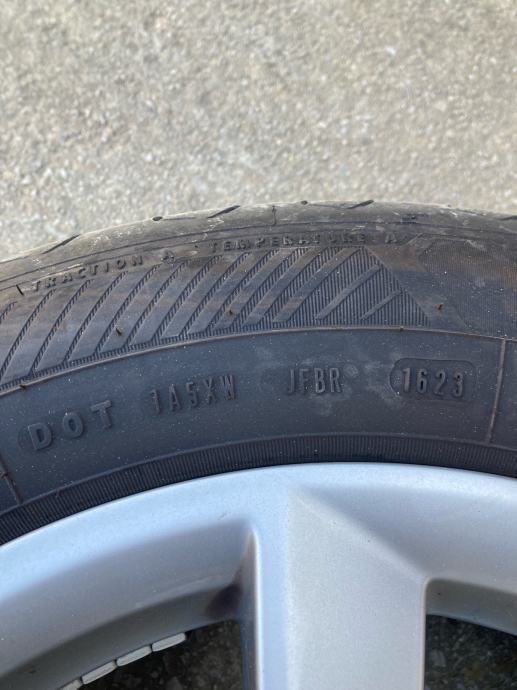 TRACTION A TEMPERATURE A
DOT 1A5XW JFBR 1623